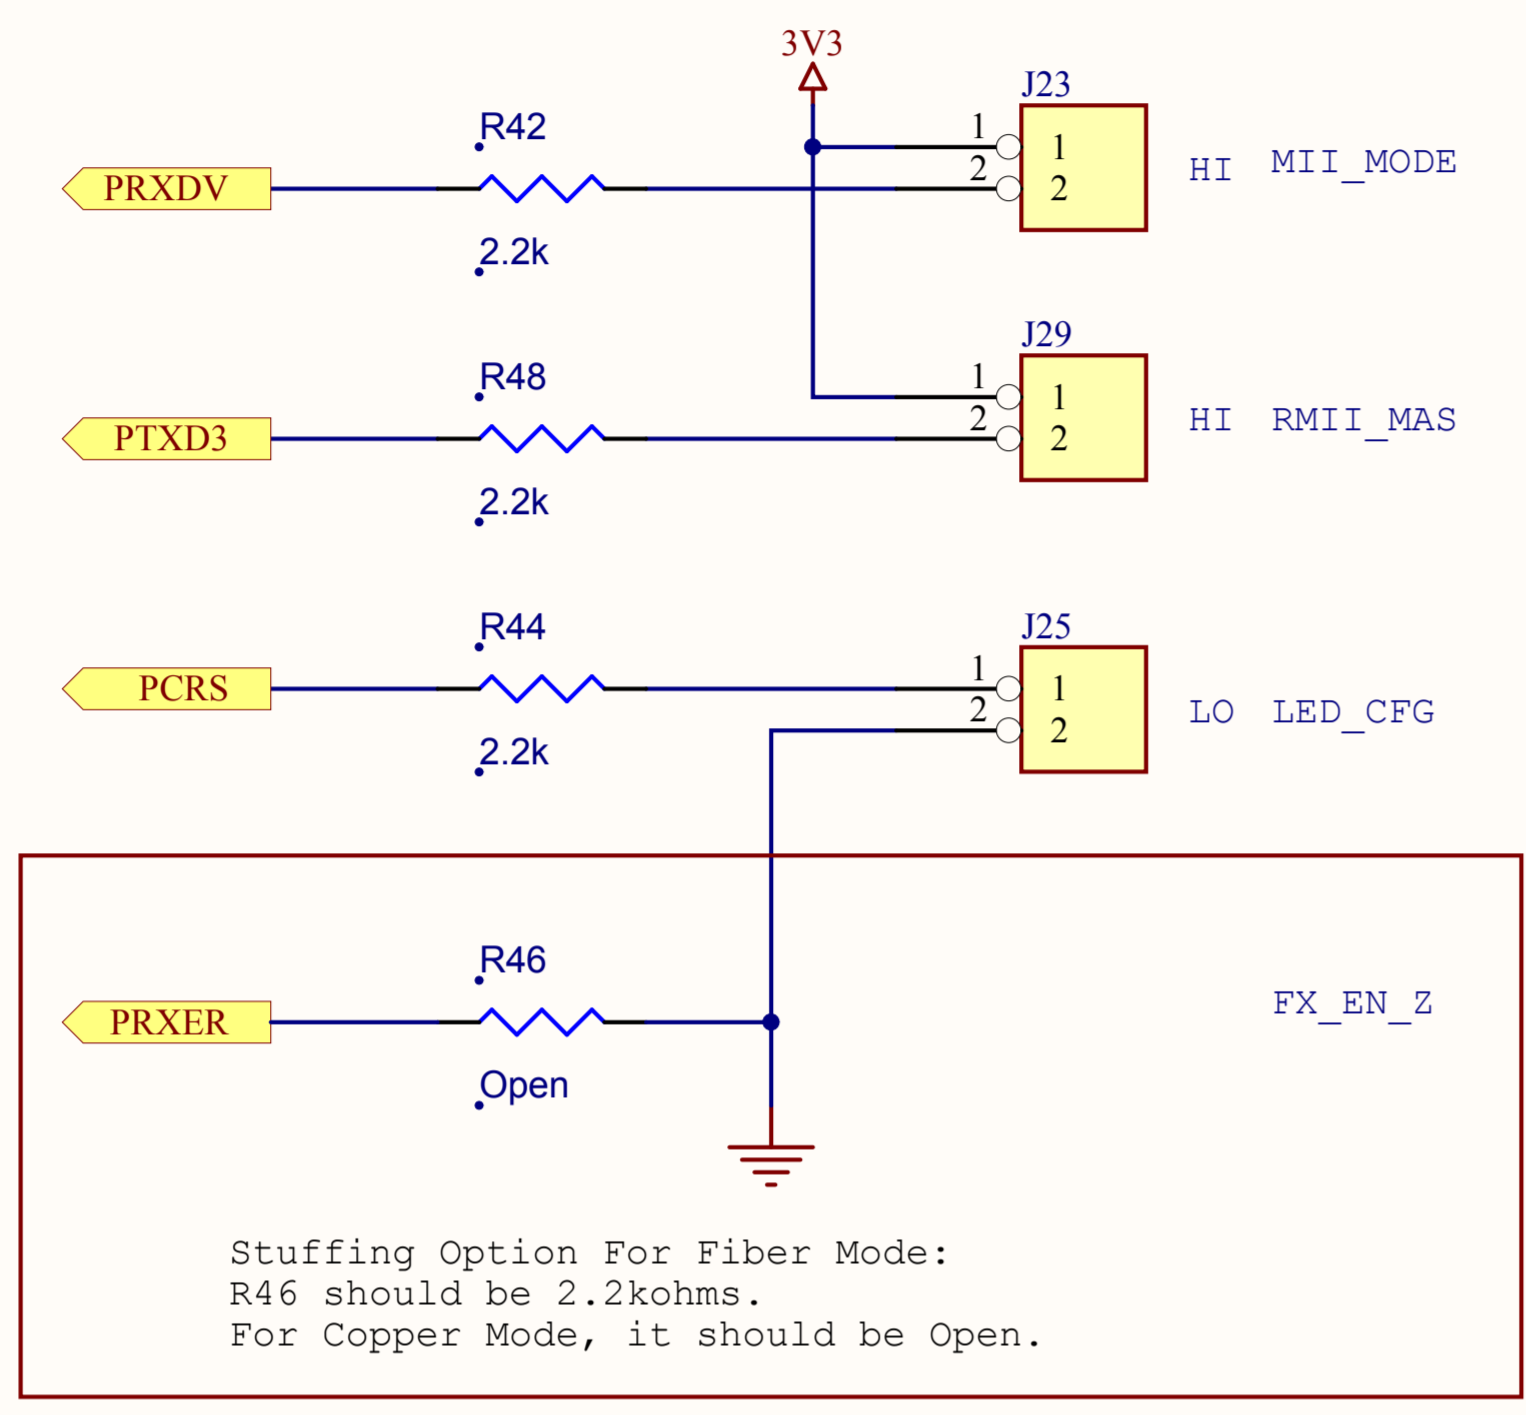 3V3
J23
R42
1
1
PRXDV
2
2
HI
MII_MODE
2.2k
J29
R48
1
1
PTXD3
2
2
HI
RMII_MAS
2.2k
J25
R44
1
1
PCRS
2
2
LO
LED_CFG
2.2k
R46
PRXER
FX_EN_Z
Open
Stuffing Option For Fiber Mode:
R46 should be 2.2kohms.
For Copper Mode, it should be Open.